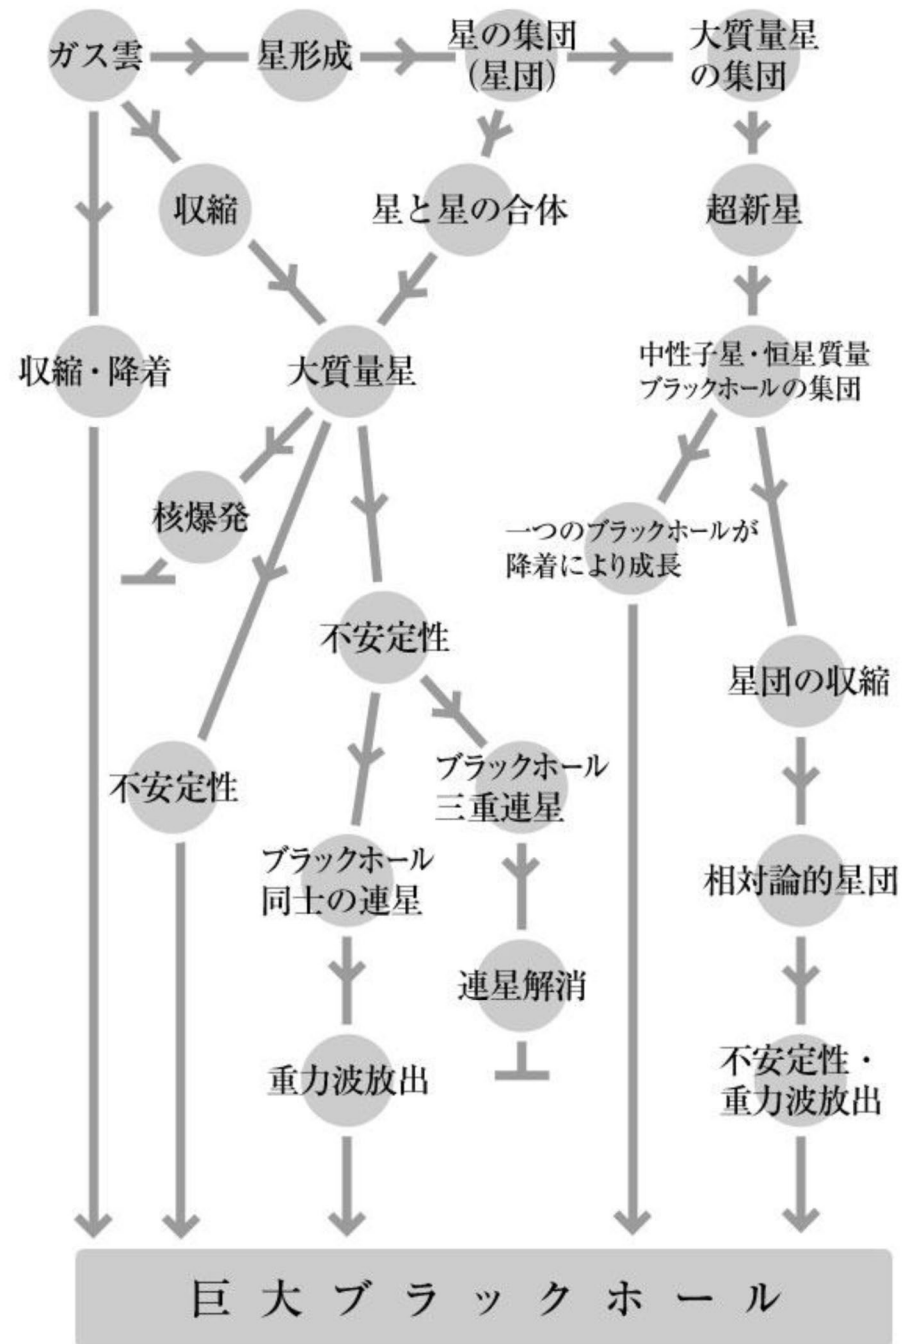 ガス雲
星形成
星の集団
（星団）
大質量星
の集団
収縮
星と星の合体
超新星
収縮・降着
大質量星
中性子星・恒星質量
ブラックホールの集団
核爆発
一つのブラックホールが
降着により成長
不安定性
星団の収縮
不安定性
ブラックホール
三重連星
ブラックホール
同士の連星
相対論的星団
連星解消
重力波放出
不安定性・
重力波放出
巨大ブラックホール